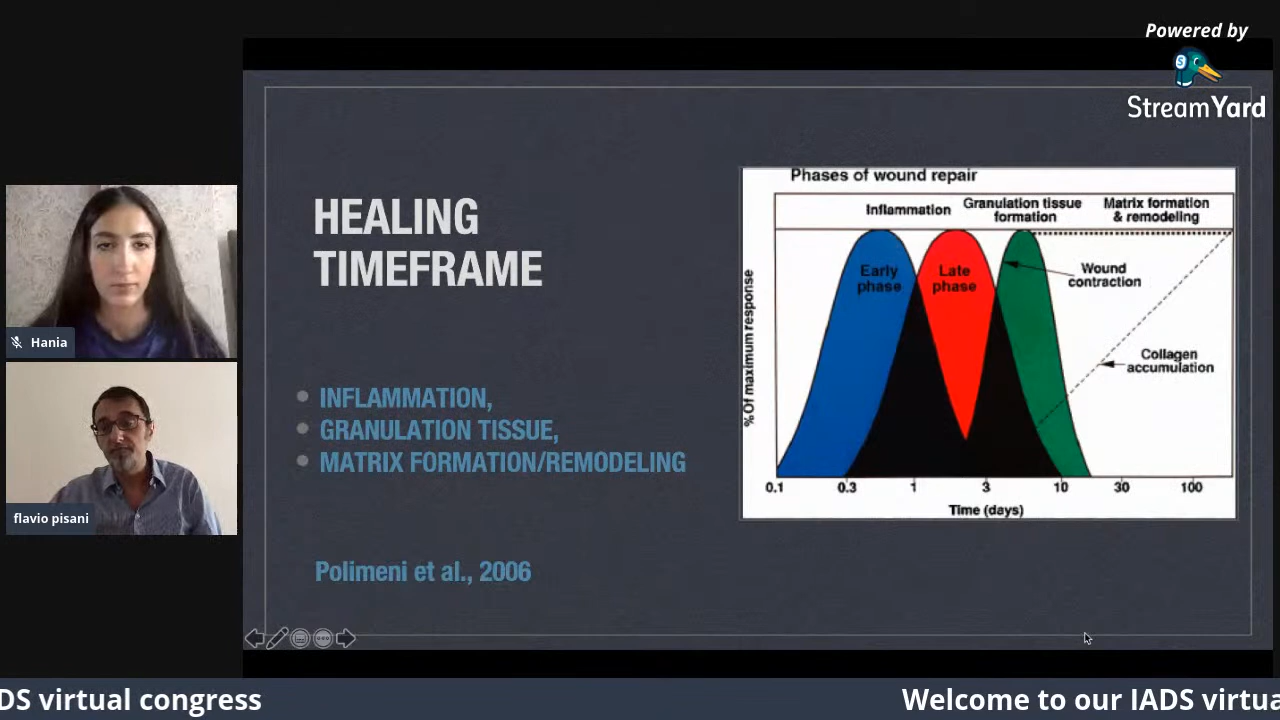 Powered by
StreamYard
Hania
flavio pisani
HEALING
TIMEFRAME
INFLAMMATION,
GRANULATION TISSUE,
MATRIX FORMATION/REMODELING
Polimeni et al., 2006
Phases of wound repair
Inflammation
Granulation tissue
formation
Matrix formation
& remodeling
Early
phase
Late
phase
Wound
contraction
Collagen
accumulation
% Of maximum response
0.1 0.3 1 3 10 30 100
Time (days)
DS virtual congress
Welcome to our IADS virtua